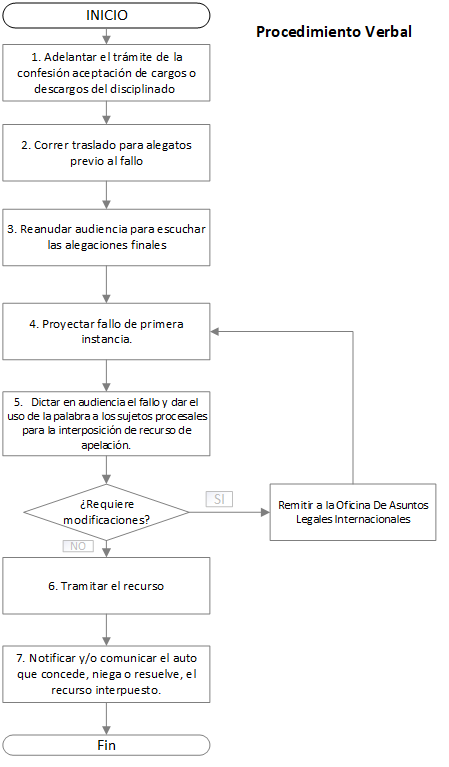 INICIO
Procedimiento Verbal
1. Adelantar el trámite de la
confesión aceptación de cargos o
descargos del disciplinado
2. Correr traslado para alegatos
previo al fallo
3. Reanudar audiencia para escuchar
las alegaciones finales
4. Proyectar fallo de primera
instancia.
5. Dictar en audiencia el fallo y dar el
uso de la palabra a los sujetos procesales
para la interposición de recurso de
apelación.
¿Requiere
modificaciones?
SI
Remitir a la Oficina De Asuntos
Legales Internacionales
NO
6. Tramitar el recurso
7. Notificar y/o comunicar el auto
que concede, niega o resuelve, el
recurso interpuesto.
Fin